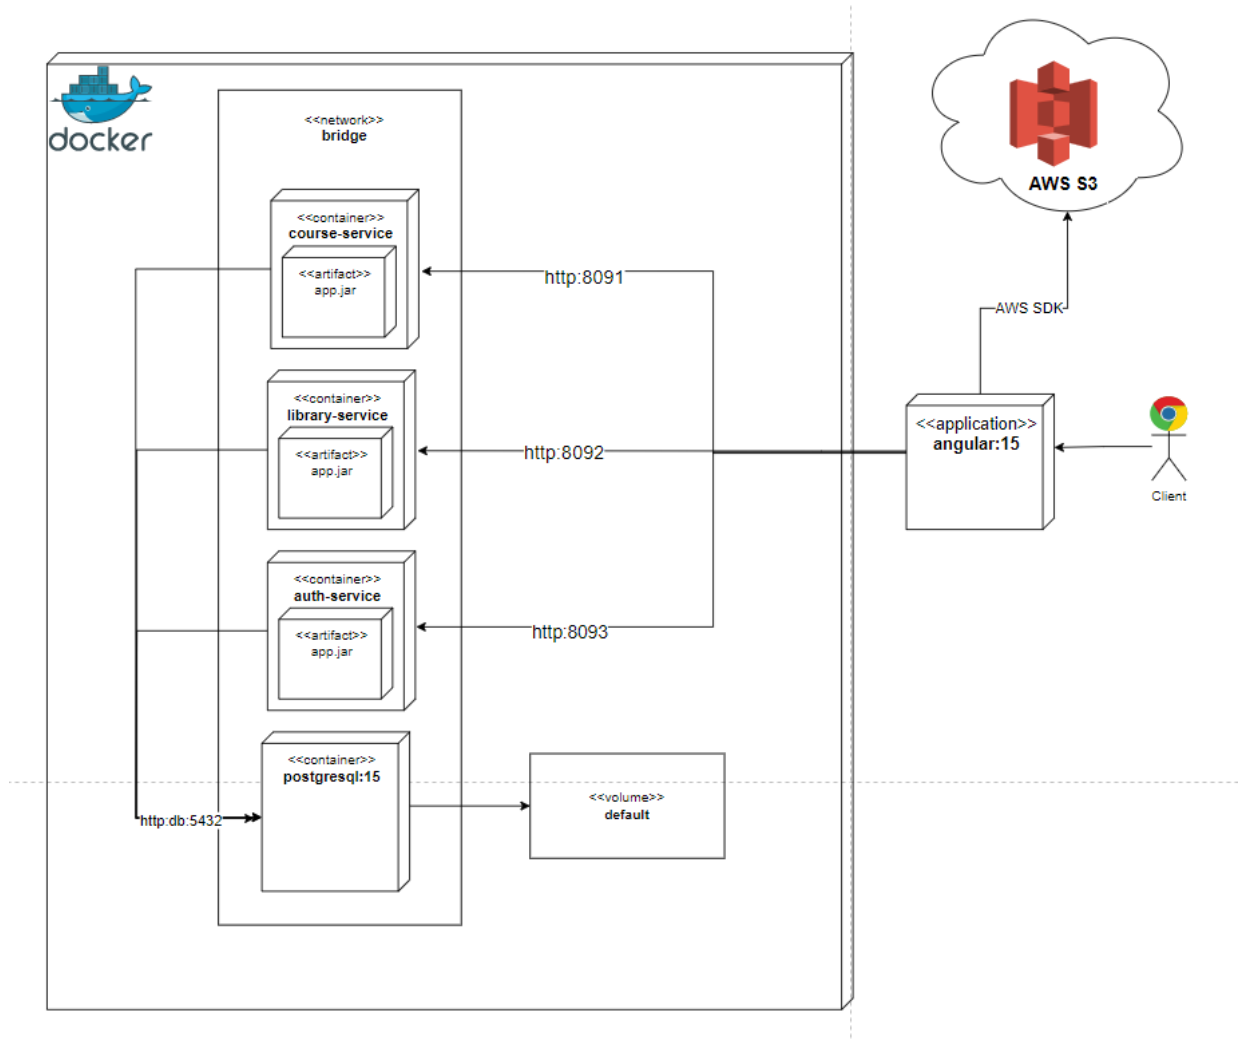 docker
<<network>>
bridge
<<container>>
course-service
<<artifact>>
app.jar
http:8091
<<container>>
library-service
<<artifact>>
app.jar
http:8092
<<container>>
auth-service
<<artifact>>
app.jar
http:8093
<<container>>
postgresql:15
http:db:5432
<<volume>>
default
AWS S3
AWS SDK
<<application>>
angular:15
Client